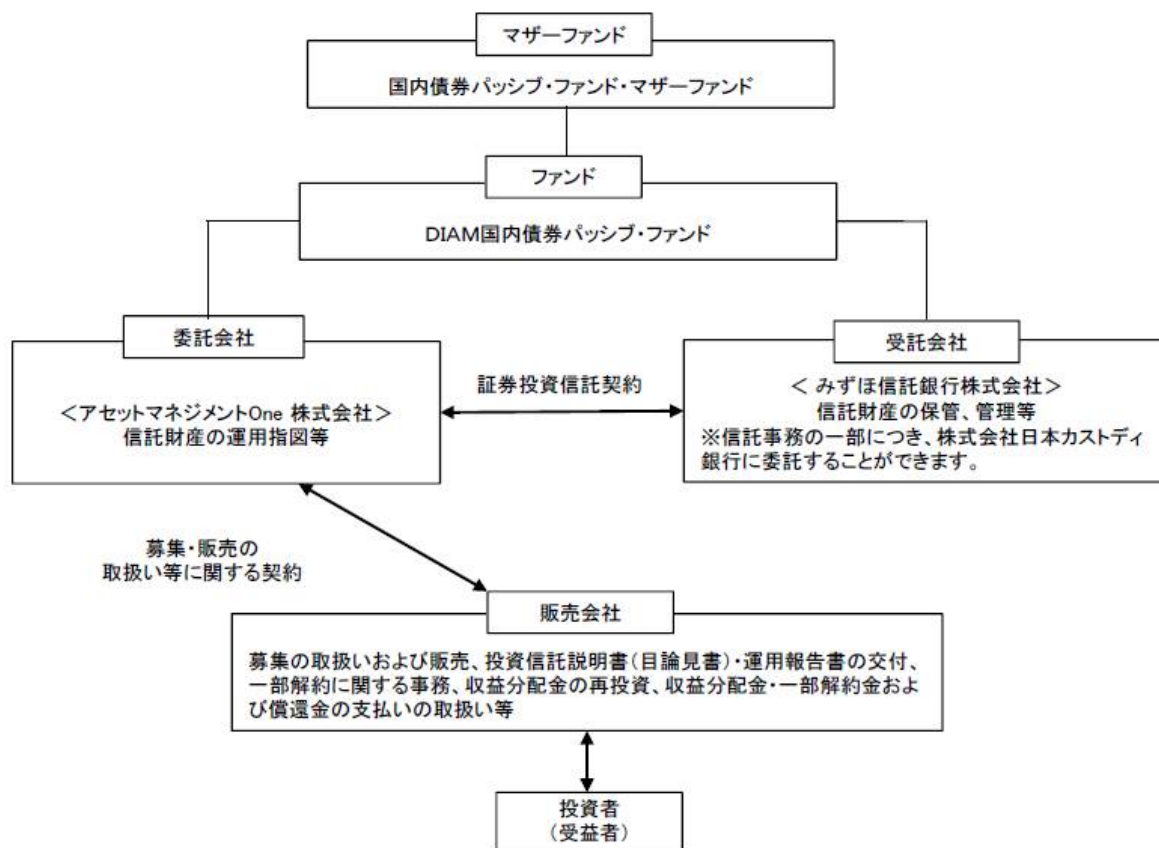 マザーファンド
国内債券パッシブ・ファンド・マザーファンド
ファンド
DIAM国内債券パッシブ・ファンド
委託会社
<アセットマネジメントOne 株式会社>
信託財産の運用指図等
証券投資信託契約
受託会社
< みずほ信託銀行株式会社>
信託財産の保管、管理等
※信託事務の一部につき、株式会社日本カストディ
銀行に委託することができます。
募集・販売の
取扱い等に関する契約
販売会社
募集の取扱いおよび販売、投資信託説明書(目論見書)・運用報告書の交付、
一部解約に関する事務、収益分配金の再投資、収益分配金・一部解約金およ
び償還金の支払いの取扱い等
投資者
(受益者)